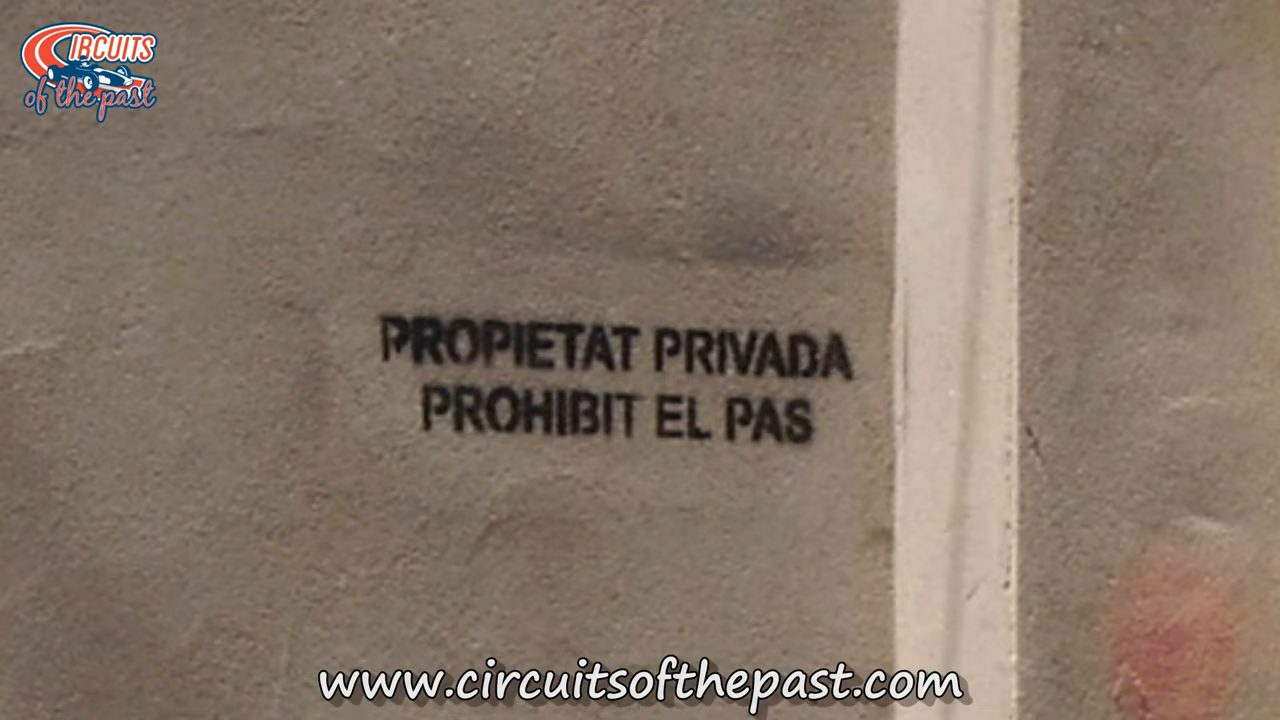 CIRCUITS
of the past
PROPIETAT PRIVADA
PROHIBIT EL PAS
www.circuitsofthepast.com